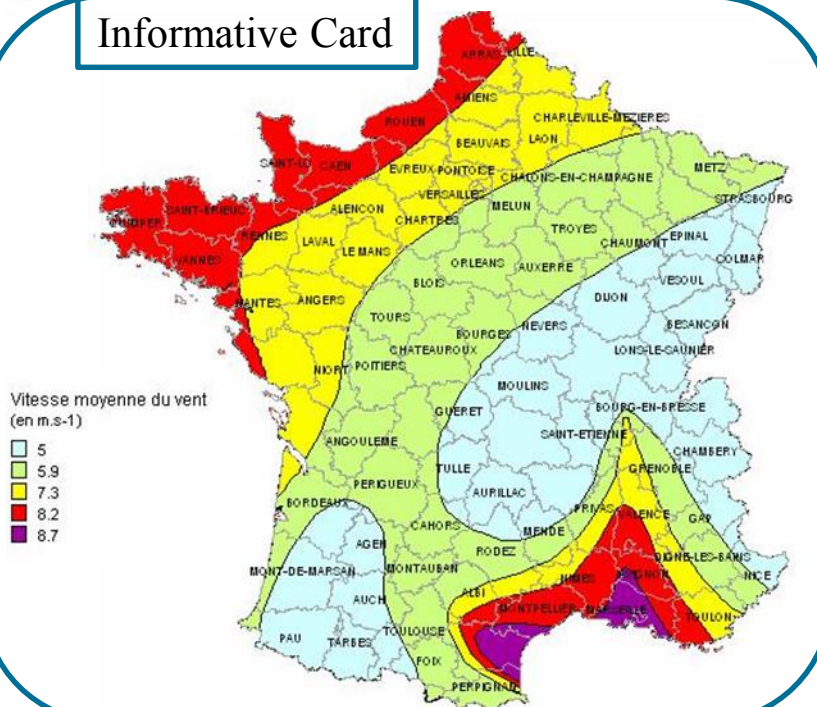 Informative Card
ARRAS LILLE
AMIENS
ROUEN CHARLEVILLE-MEZIERES
BEAUVAIS LAON
SAINT-LO CAEN
EVREUX PONTOISE
CHALONS-EN-CHAMPAGNE METZ
VERSAILLES
QUIMPER SAINT-BRIEUC ALENCON MELUN STRASBOURG
CHARTRES
RENNES LAVAL TROYES
LE MANS CHAUMONT EPINAL
VANNES ORLEANS COLMAR
AUXERRE
BLOIS VESOUL
NANTES ANGERS DIJON
TOURS NEVERS BESANCON
BOURGES
CHATEAUROUX LONS-LE-SAUNIER
NIORT POITIERS
MOULINS
Vitesse moyenne du vent
(en m.s-1)
5
5.9
7.3
8.2
8.7
GUERET BOURG-EN-BRESSE
ANGOULEME SAINT-ETIENNE
CHAMBERY
TULLE GRENOBLE
PERIGUEUX
AURILLAC
BORDEAUX PRIVAS VALENCE
CAHORS GAP
MENDE
AGEN RODEZ
DIGNE-LES-BAINS
MONT-DE-MARSAN MONTAUBAN NIMES AVIGNON NICE
ALBI
AUCH MONTPELLIER MARSEILLE
TOULON
PAU TARBES TOULOUSE
FOIX
PERPIGNAN